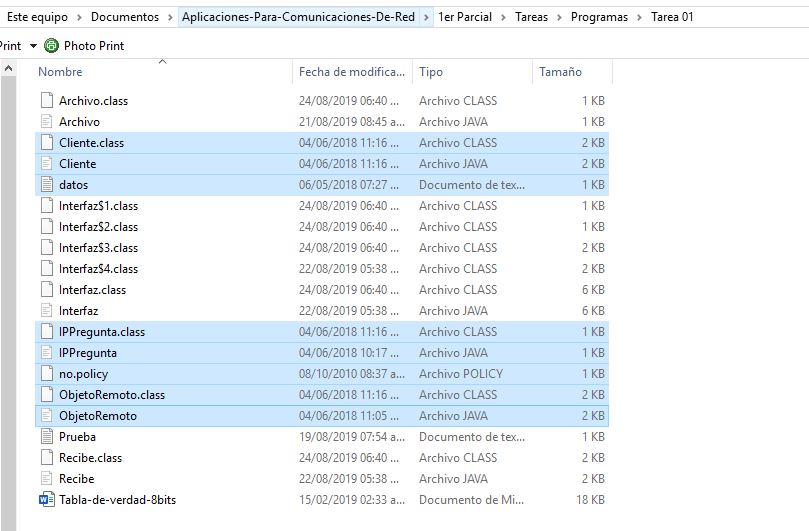 Este equipo > Documentos > Aplicaciones-Para-Comunicaciones-De-Red > 1er Parcial > Tareas > Programas > Tarea 01
Print Photo Print
Nombre Fecha de modifica... Tipo Tamaño
Archivo.class 24/08/2019 06:40 ... Archivo CLASS 1 KB
Archivo 21/08/2019 08:45 a... Archivo JAVA 1 KB
Cliente.class 04/06/2018 11:16 ... Archivo CLASS 2 KB
Cliente 04/06/2018 11:16 ... Archivo JAVA 2 KB
datos 06/05/2018 07:27 ... Documento de tex... 1 KB
Interfaz$1.class 24/08/2019 06:40 ... Archivo CLASS 1 KB
Interfaz$2.class 24/08/2019 06:40 ... Archivo CLASS 1 KB
Interfaz$3.class 24/08/2019 06:40 ... Archivo CLASS 2 KB
Interfaz$4.class 22/08/2019 05:38 ... Archivo CLASS 2 KB
Interfaz.class 24/08/2019 06:40 ... Archivo CLASS 6 KB
Interfaz 22/08/2019 05:38 ... Archivo JAVA 6 KB
IPPregunta.class 04/06/2018 11:16 ... Archivo CLASS 1 KB
IPPregunta 04/06/2018 10:17 ... Archivo JAVA 1 KB
no.policy 08/10/2010 08:37 a... Archivo POLICY 1 KB
ObjetoRemoto.class 04/06/2018 11:16 ... Archivo CLASS 2 KB
ObjetoRemoto 04/06/2018 11:05 ... Archivo JAVA 2 KB
Prueba 19/08/2019 07:54 a... Documento de tex... 1 KB
Recibe.class 24/08/2019 06:40 ... Archivo CLASS 2 KB
Recibe 22/08/2019 05:38 ... Archivo JAVA 2 KB
Tabla-de-verdad-8bits 15/02/2019 02:33 a... Documento de Mi... 18 KB